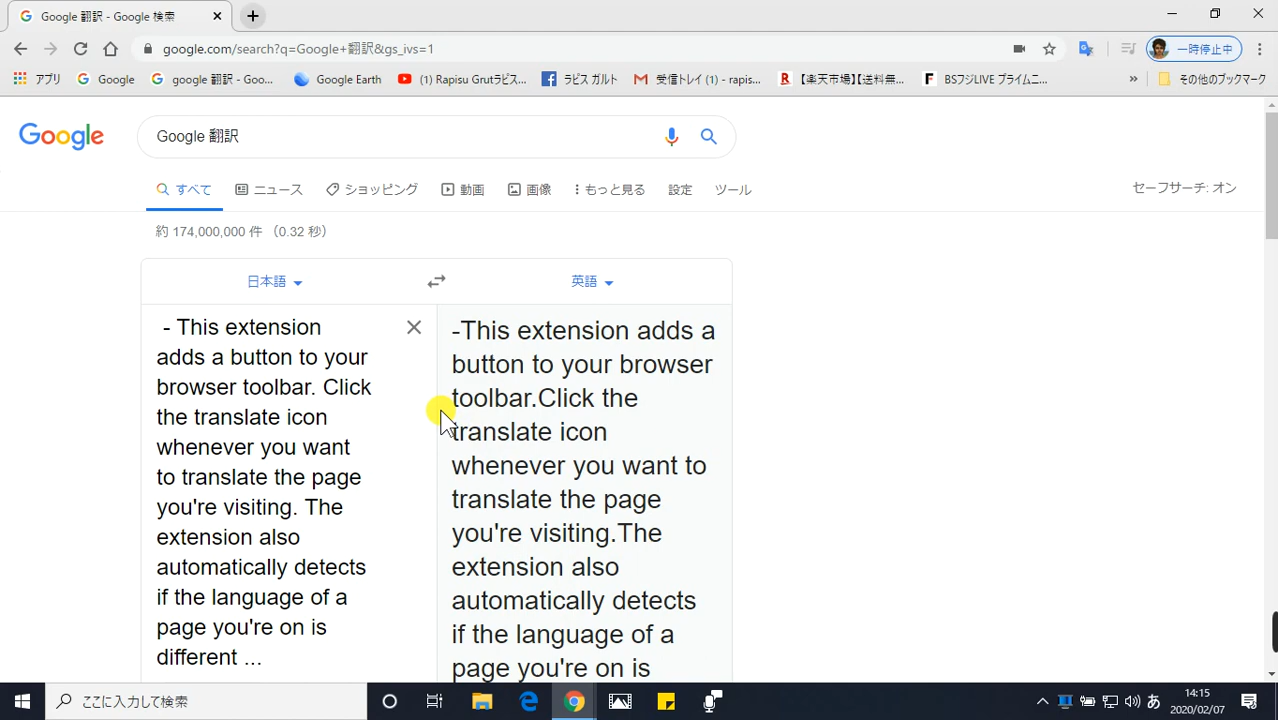 Google 翻訳 - Google 検索
google.com/search?q=Google+翻訳&gs_ivs=1
一時停止中
アプリ
Google
google 翻訳 - Goo...
Google Earth
(1) Rapisu Grutラピス...
ラピス ガルト
受信トレイ (1) - rapis...
【楽天市場】【送料無...
BSフジLIVE プライムニ...
»
その他のブックマーク
Google
Google 翻訳
すべて
ニュース
ショッピング
動画
画像
もっと見る
設定
ツール
セーフサーチ: オン
約 174,000,000 件 （0.32 秒）
日本語
英語
- This extension
adds a button to your
browser toolbar. Click
the translate icon
whenever you want
to translate the page
you're visiting. The
extension also
automatically detects
if the language of a
page you're on is
different ...
-This extension adds a
button to your browser
toolbar.Click the
translate icon
whenever you want to
translate the page
you're visiting.The
extension also
automatically detects
if the language of a
page you're on is
ここに入力して検索
あ
14:15
2020/02/07